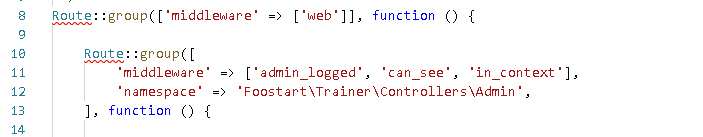 8 Route::group(['middleware' => ['web']], function () {
9
10 Route::group([
11 'middleware' => ['admin_logged', 'can_see', 'in_context'],
12 'namespace' => 'Foostart\Trainer\Controllers\Admin',
13 ], function () {
14